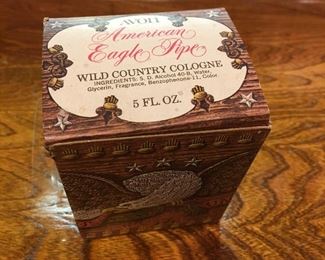 AVON
American
Eagle Pipe
WILD COUNTRY COLOGNE
INGREDIENTS: S. D. Alcohol 40-B, Water,
Glycerin, Fragrance, Benzophenone-11, Color
5 FL. OZ.